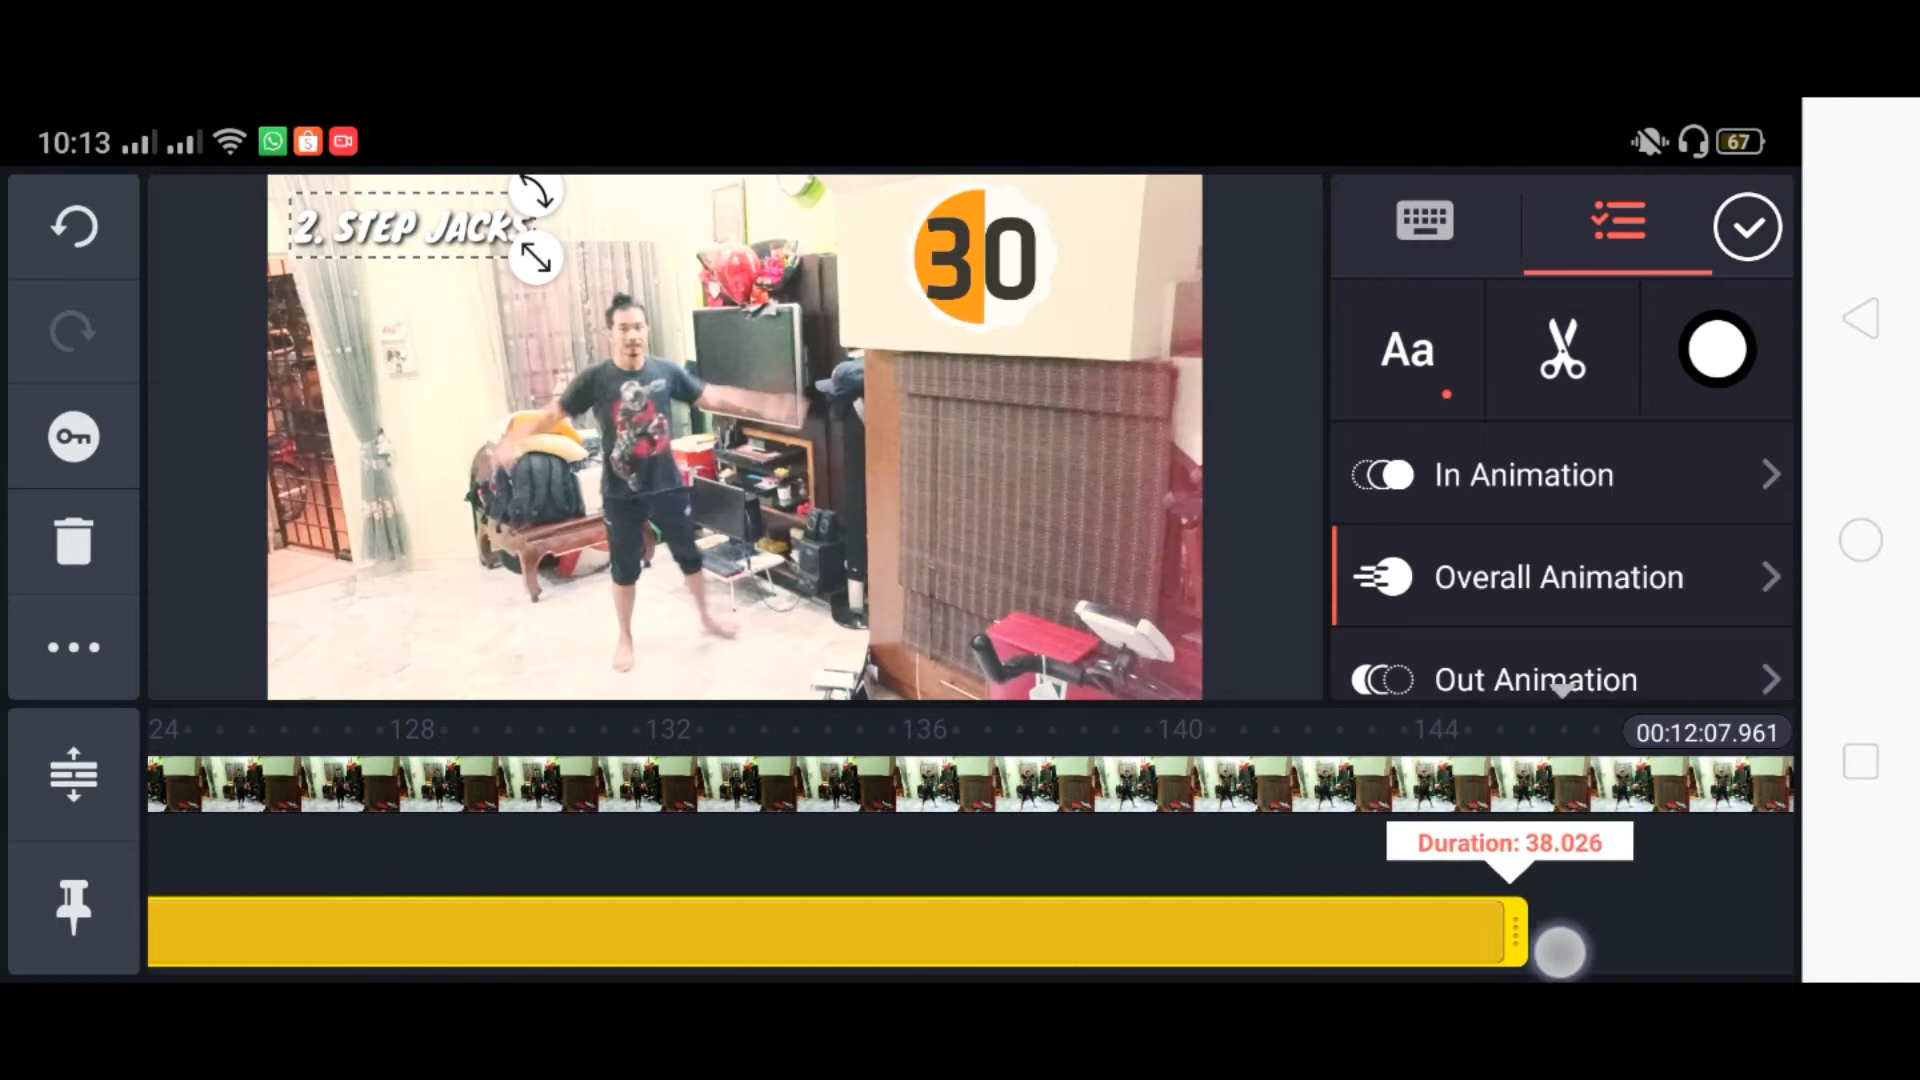 10:13
67
2. STEP JACKS
30
Aa
In Animation
Overall Animation
Out Animation
24 128 132 136 140 144 00:12:07.961
Duration: 38.026